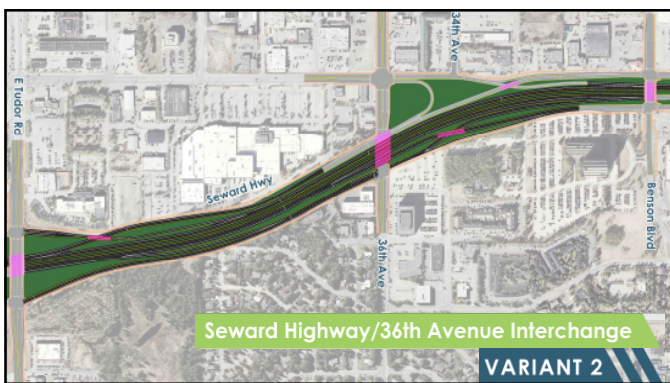 34th Ave
E Tudor Rd
Seward Hwy
36th Ave
Benson Blvd
Seward Highway/36th Avenue Interchange
VARIANT 2